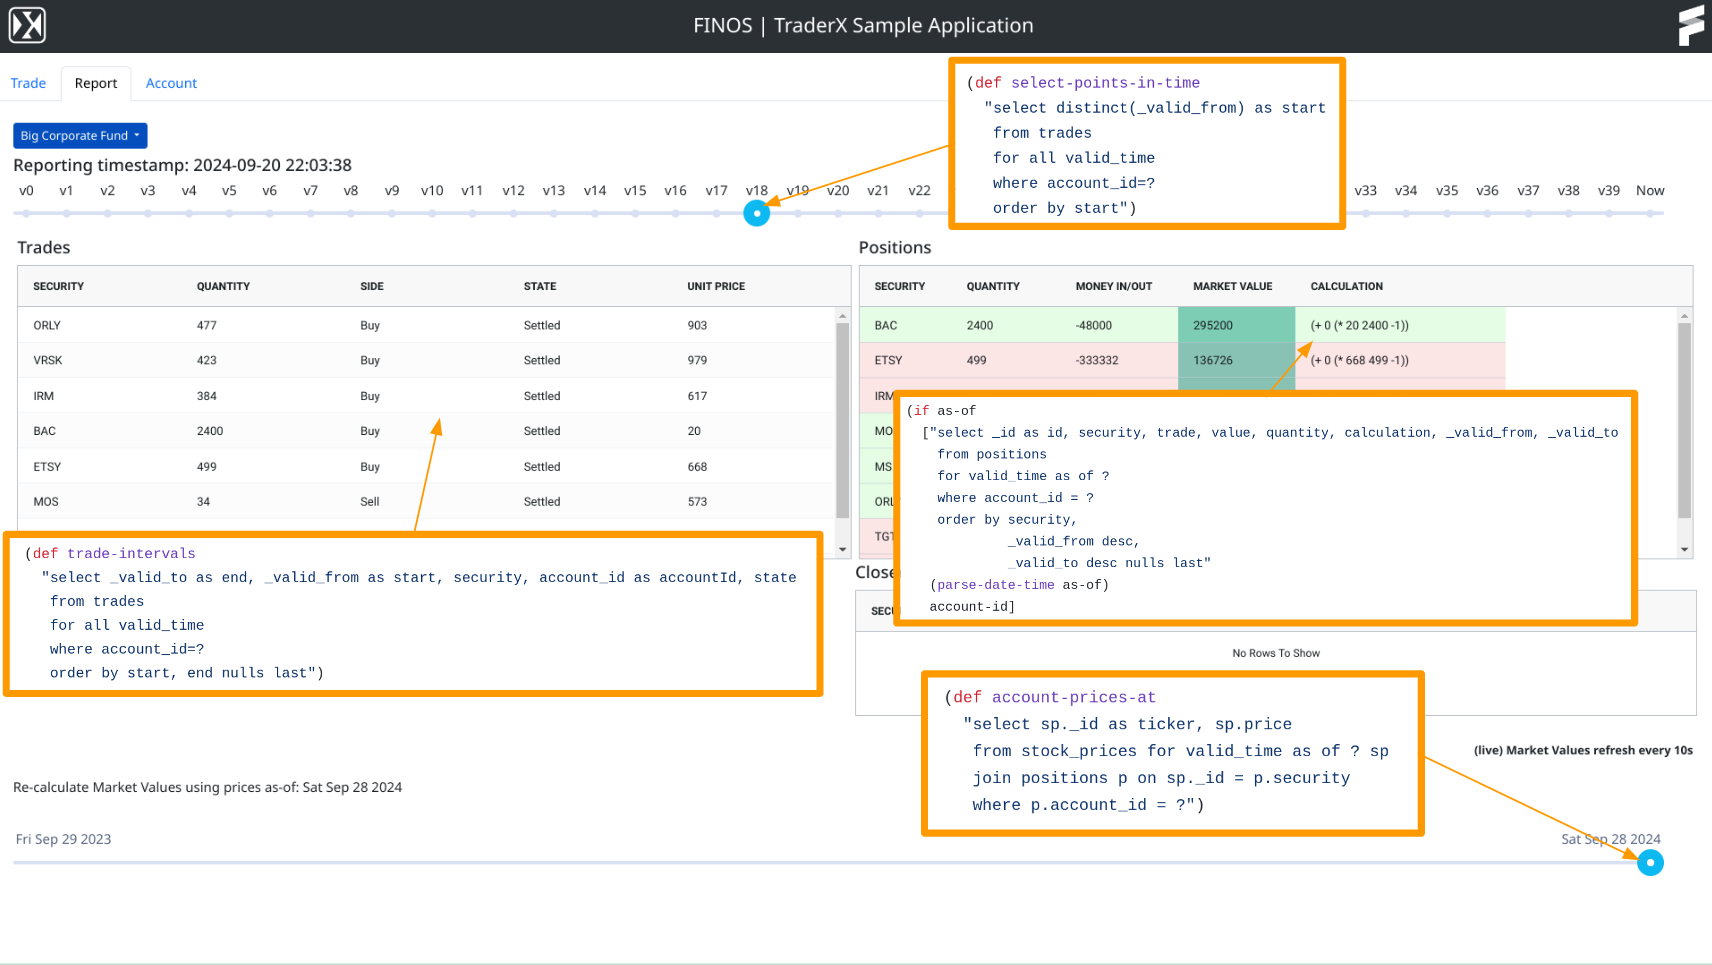 FINOS | TraderX Sample Application
Trade Report Account
Big Corporate Fund
Reporting timestamp: 2024-09-20 22:03:38
v0 v1 v2 v3 v4 v5 v6 v7 v8 v9 v10 v11 v12 v13 v14 v15 v16 v17 v18 v19 v20 v21 v22 v33 v34 v35 v36 v37 v38 v39 Now
(def select-points-in-time
"select distinct(_valid_from) as start
from trades
for all valid_time
where account_id=?
order by start")
Trades
SECURITY QUANTITY SIDE STATE UNIT PRICE
ORLY 477 Buy Settled 903
VRSK 423 Buy Settled 979
IRM 384 Buy Settled 617
BAC 2400 Buy Settled 20
ETSY 499 Buy Settled 668
MOS 34 Sell Settled 573
(def trade-intervals
"select _valid_to as end, _valid_from as start, security, account_id as accountId, state
from trades
for all valid_time
where account_id=?
order by start, end nulls last")
Positions
SECURITY QUANTITY MONEY IN/OUT MARKET VALUE CALCULATION
BAC 2400 -48000 295200 (+ 0 (* 20 2400 -1))
ETSY 499 -333332 136726 (+ 0 (* 668 499 -1))
IRM
MO
MS
ORL
TGT
(if as-of
["select _id as id, security, trade, value, quantity, calculation, _valid_from, _valid_to
from positions
for valid_time as of ?
where account_id = ?
order by security,
_valid_from desc,
_valid_to desc nulls last"
(parse-date-time as-of)
account-id]
Close
SECU
No Rows To Show
(def account-prices-at
"select sp._id as ticker, sp.price
from stock_prices for valid_time as of ? sp
join positions p on sp._id = p.security
where p.account_id = ?")
(live) Market Values refresh every 10s
Re-calculate Market Values using prices as-of: Sat Sep 28 2024
Fri Sep 29 2023 Sat Sep 28 2024